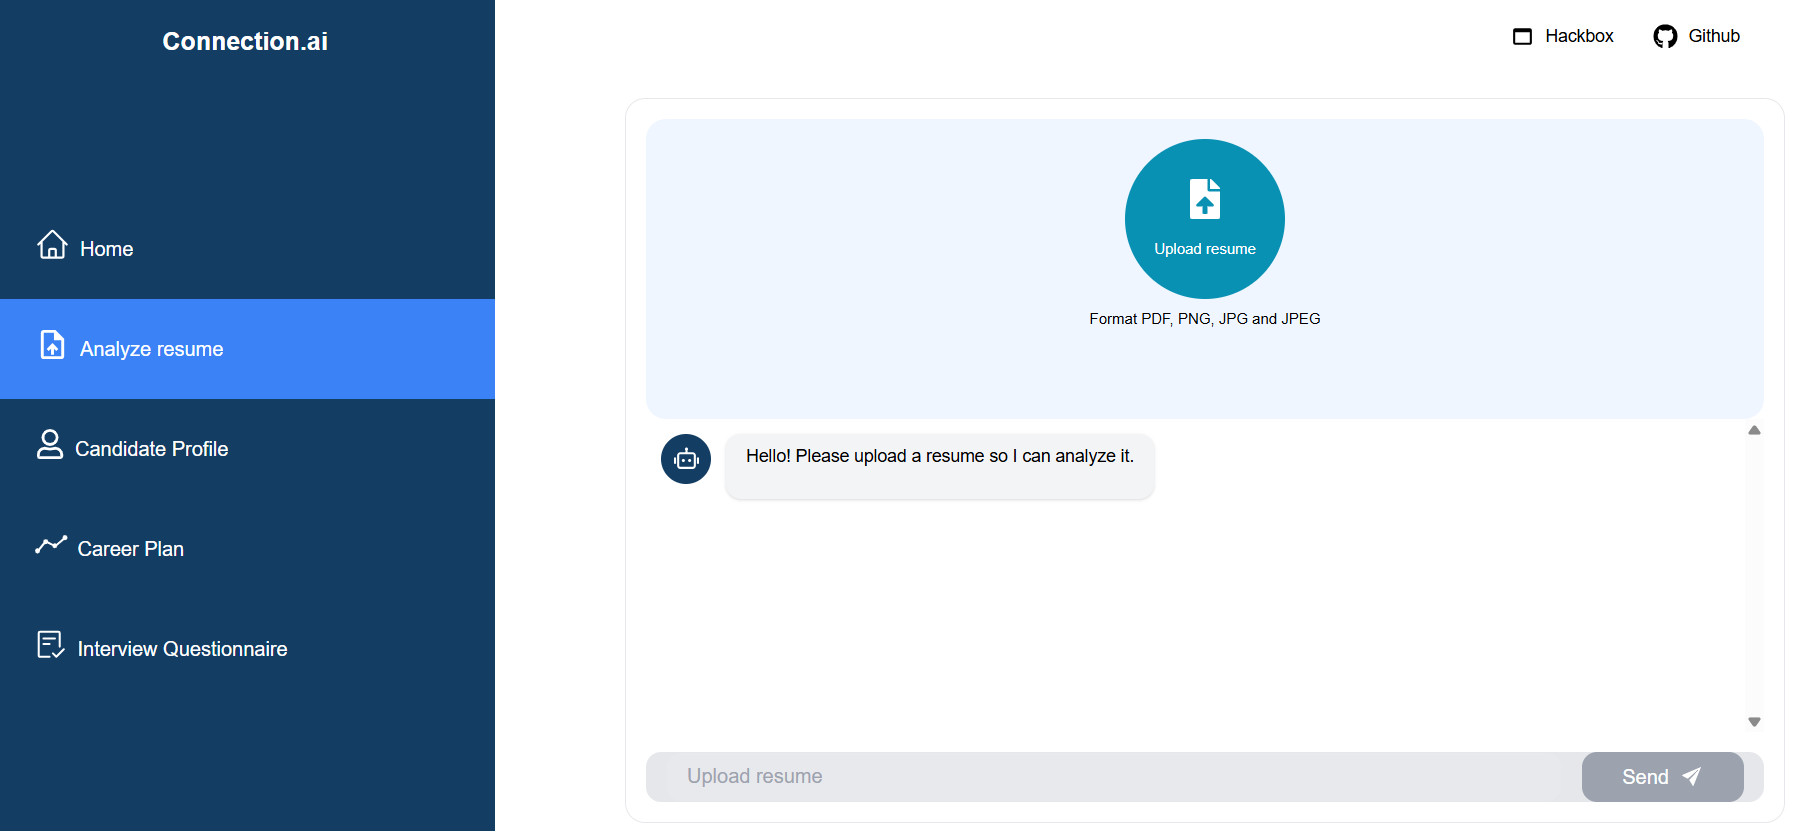 Connection.ai
Hackbox
Github
Home
Analyze resume
Candidate Profile
Career Plan
Interview Questionnaire
Upload resume
Format PDF, PNG, JPG and JPEG
Hello! Please upload a resume so I can analyze it.
Upload resume
Send